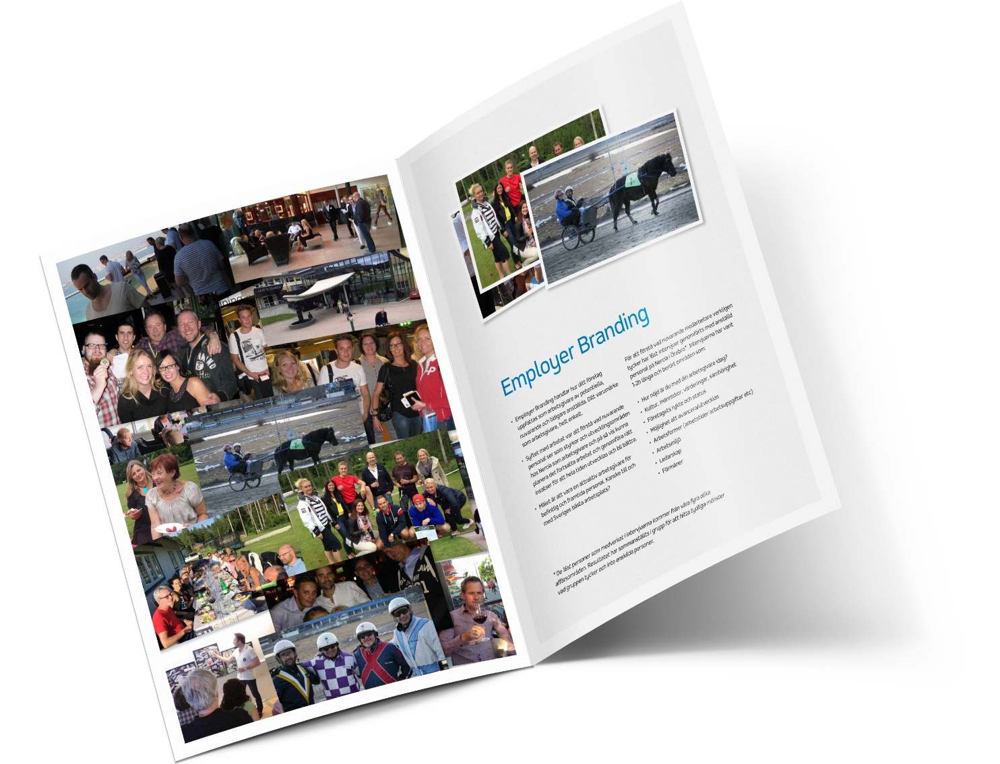 Employer Branding
• Employer Branding handlar hur ditt företag
uppfattas som arbetsgivare av potentiella,
nuvarande och tidigare anställda. Ditt varumärke
som arbetsgivare, helt enkelt.
• Syftet med arbetet var att förstå vad nuvarande
personal ser som styrkor och utvecklingsområden
hos Nercia som arbetsgivare och på så vis kunna
planera det fortsatta arbetet och genomföra rätt
insatser för att hela tiden utvecklas och bli bättre.
• Målet är att vara en attraktiv arbetsgivare för
befintlig och framtida personal. Kanske till och
med Sveriges bästa arbetsplats?
För att förstå vad nuvarande medarbetare verkligen
tycker har 16st intervjuer genomförts med anställd
personal på Nercia i Örebro*. Intervjuerna har varit
1-2h långa och berört områden som:
• Hur nöjd är du med din arbetsgivare idag?
• Kultur, människor, värderingar, samhörighet
• Företagets rykte och status
• Möjlighet att avancera/utvecklas
• Arbetsformer (arbetstider/arbetsuppgifter etc)
• Arbetsmiljö
• Ledarskap
• Förmåner
* De 16st personer som medverkat i intervjuerna kommer från våra fyra olika
affärsområden. Resultatet har sammanställts i grupp för att hitta tydliga mönster
vad gruppen tycker och inte enskilda personer.